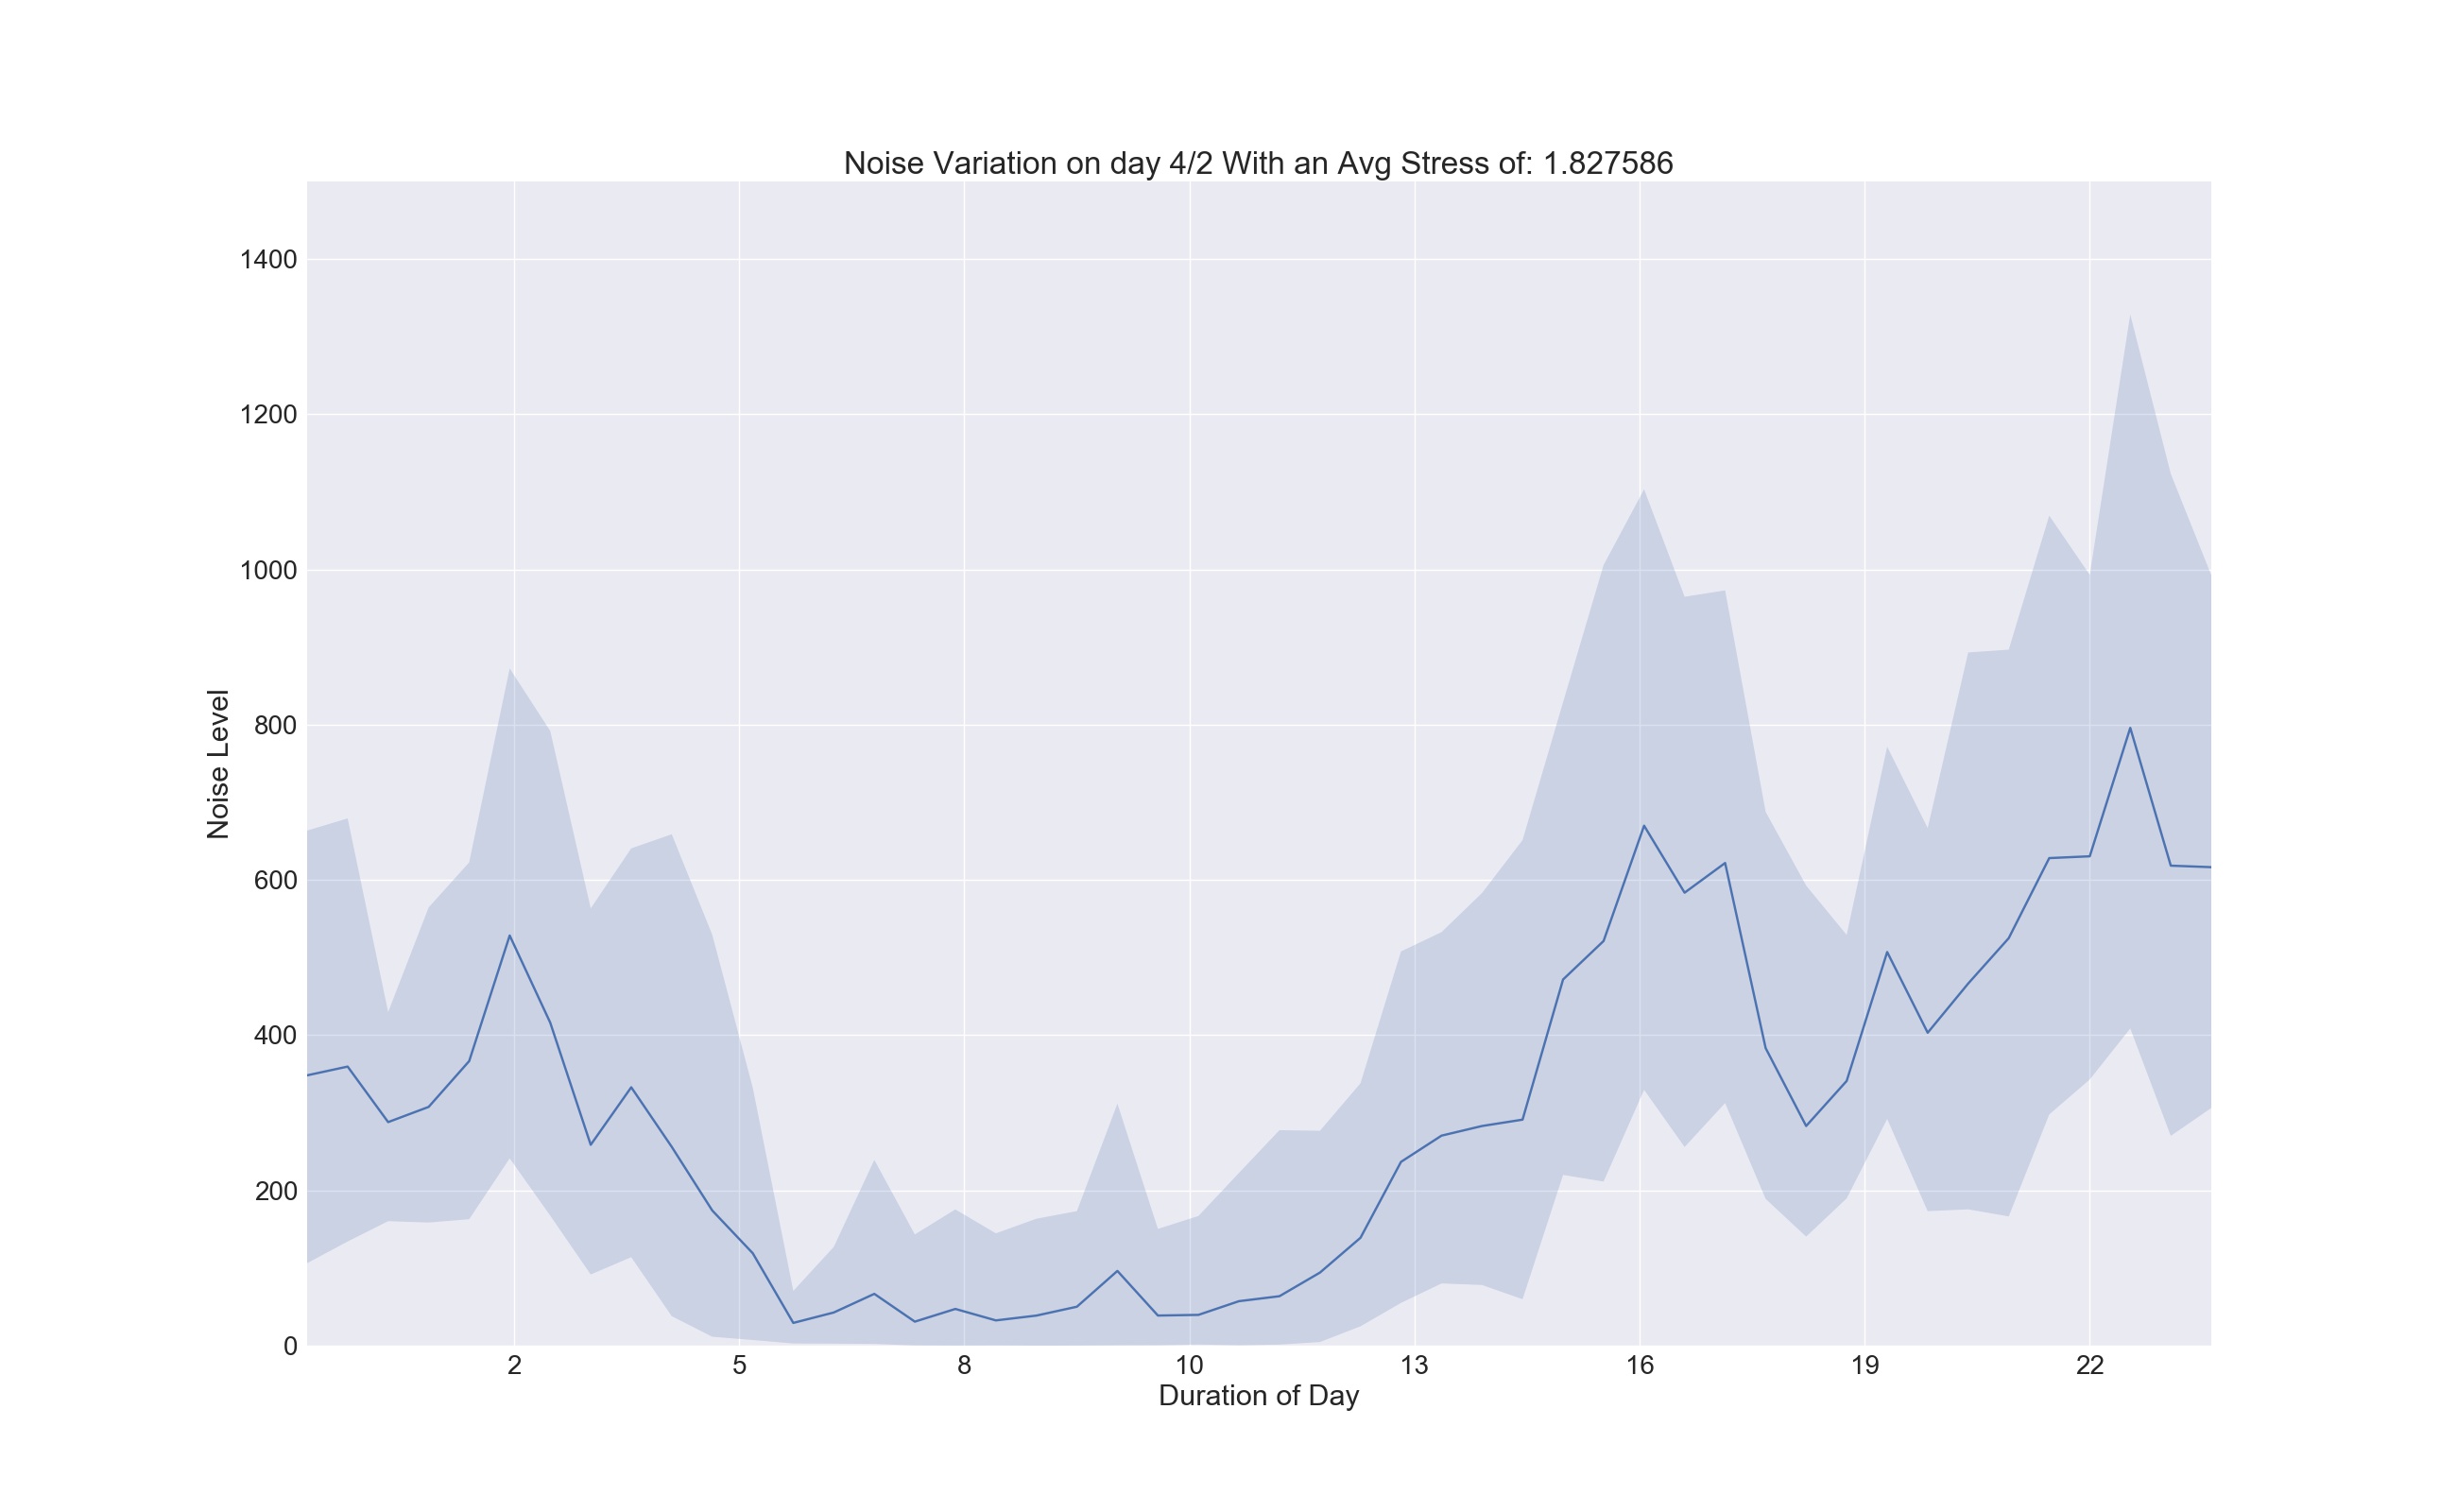 Noise Variation on day 4/2 With an Avg Stress of: 1.827586
1400
1200
1000
800
600
400
200
0
Noise Level
2 5 8 10 13 16 19 22
Duration of Day